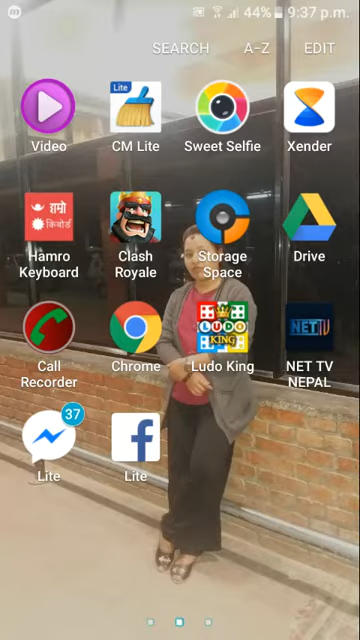 44% 9:37 p.m.
SEARCH A-Z EDIT
Lite
Video CM Lite Sweet Selfie Xender
हाम्रो
किबोर्ड
Hamro Keyboard Clash Royale Storage Space Drive
LUDO
KING
NET TV
Call Recorder Chrome Ludo King NET TV NEPAL
37
Lite Lite